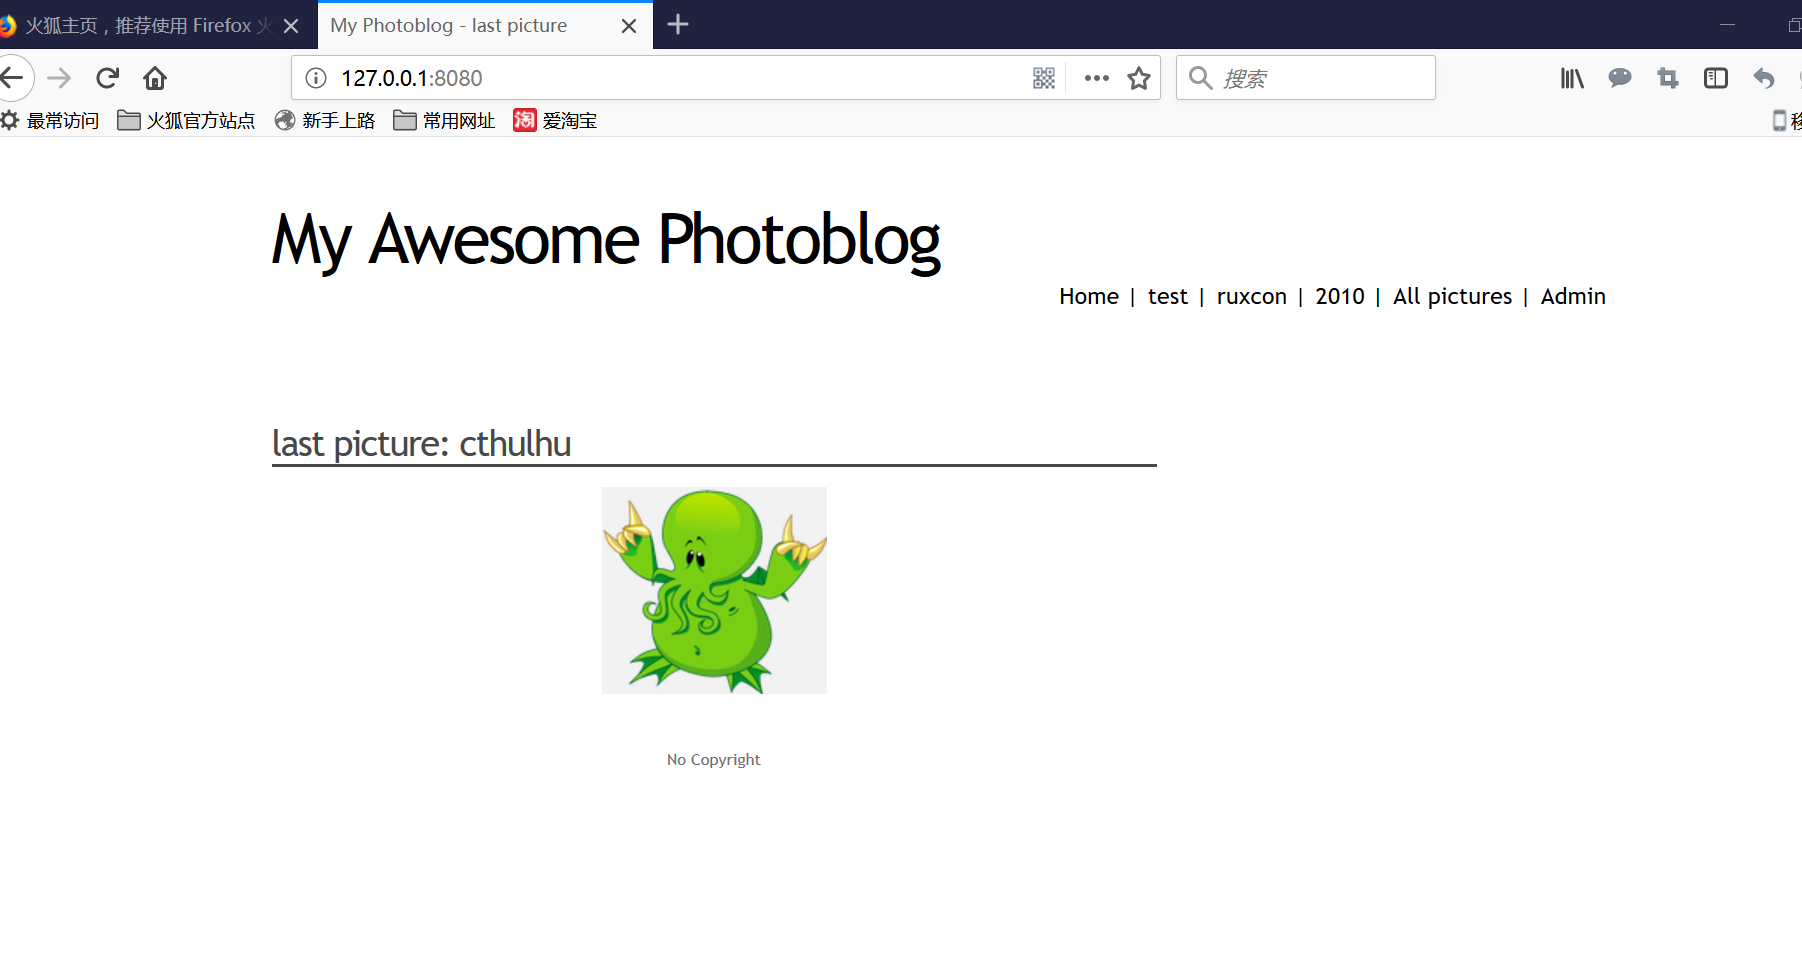 火狐主页，推荐使用 Firefox
My Photoblog - last picture
127.0.0.1:8080
搜索
最常访问
火狐官方站点
新手上路
常用网址
淘 爱淘宝
My Awesome Photoblog
Home | test | ruxcon | 2010 | All pictures | Admin
last picture: cthulhu
No Copyright